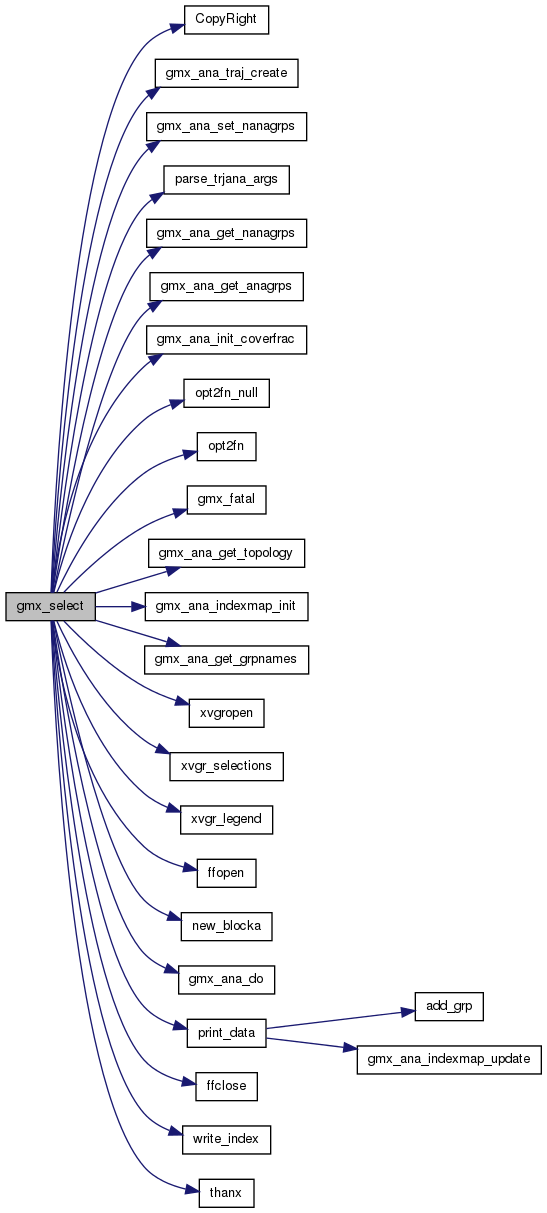 CopyRight
gmx_ana_traj_create
gmx_ana_set_nanagrps
parse_trjana_args
gmx_ana_get_nanagrps
gmx_ana_get_anagrps
gmx_ana_init_coverfrac
opt2fn_null
opt2fn
gmx_fatal
gmx_ana_get_topology
gmx_select
gmx_ana_indexmap_init
gmx_ana_get_grpnames
xvgropen
xvgr_selections
xvgr_legend
ffopen
new_blocka
gmx_ana_do
print_data
add_grp
gmx_ana_indexmap_update
ffclose
write_index
thanx